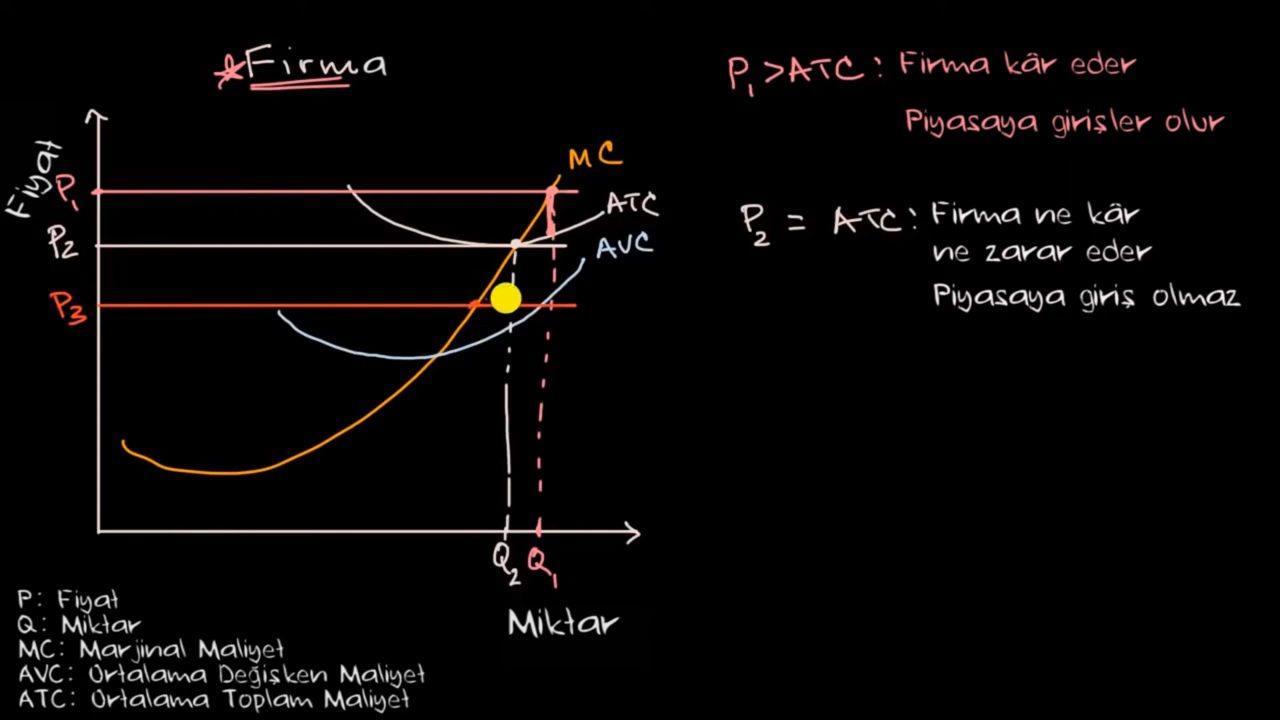 *Firma
Fiyat
P1
P2
P3
MC
ATC
AVC
Q2
Q1
Miktar
P1 > ATC: Firma kâr eder
Piyasaya girişler olur
P2 = ATC: Firma ne kâr
ne zarar eder
Piyasaya giriş olmaz
P: Fiyat
Q: Miktar
MC: Marjinal Maliyet
AVC: Ortalama Değişken Maliyet
ATC: Ortalama Toplam Maliyet